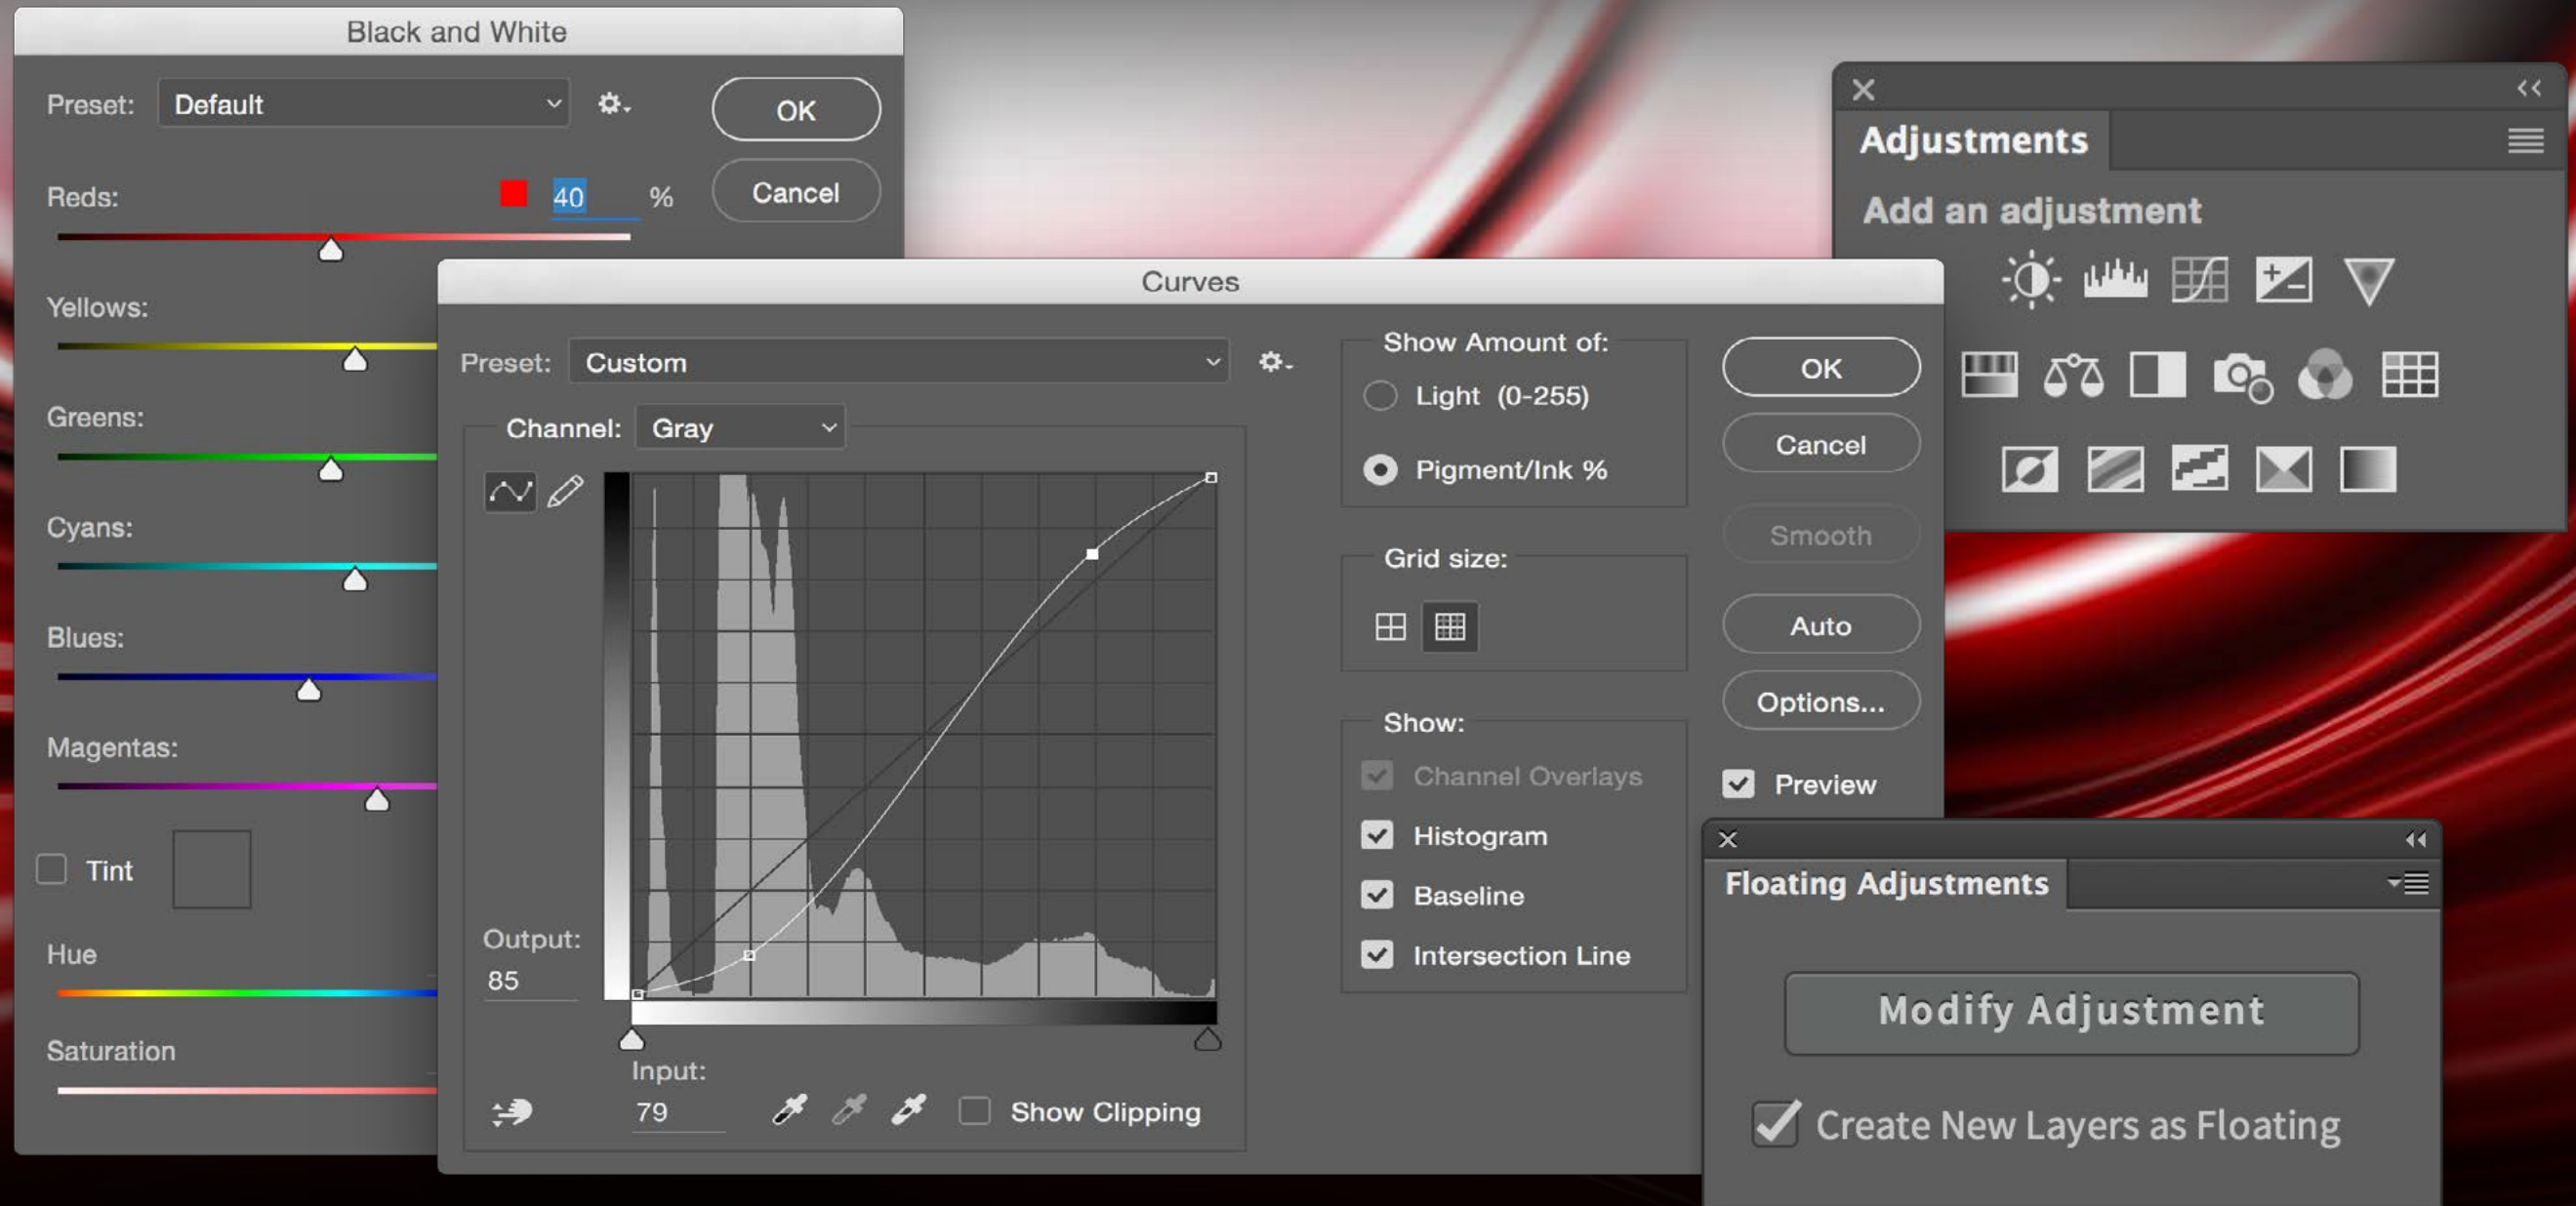 Black and White
Preset: Default
OK
Reds: 40 %
Cancel
Yellows:
Greens:
Cyans:
Blues:
Magentas:
Tint
Hue
Saturation
Curves
Preset: Custom
Channel: Gray
Output:
85
Input:
79
Show Clipping
Show Amount of:
Light (0-255)
Pigment/Ink %
Grid size:
Show:
Channel Overlays
Histogram
Baseline
Intersection Line
OK
Cancel
Smooth
Auto
Options...
Preview
Adjustments
Add an adjustment
Floating Adjustments
Modify Adjustment
Create New Layers as Floating